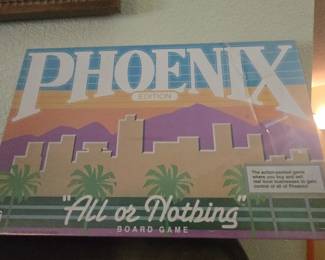 PHOENIX
EDITION
"All or Nothing"
BOARD GAME
The action-packed game
where you buy and sell
real local businesses to gain
control of all of Phoenix!